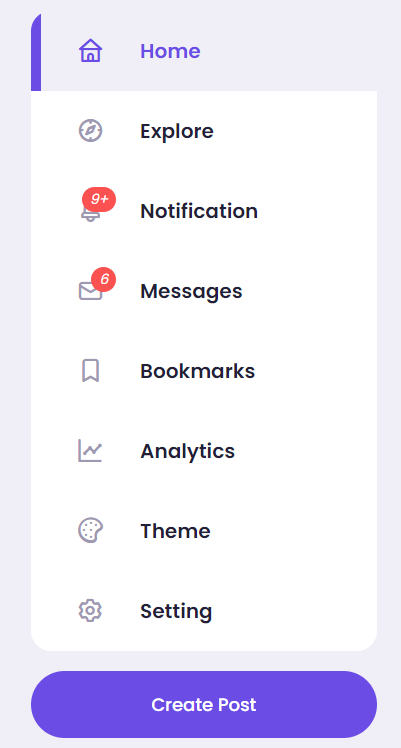 Home
Explore
9+
Notification
6
Messages
Bookmarks
Analytics
Theme
Setting
Create Post